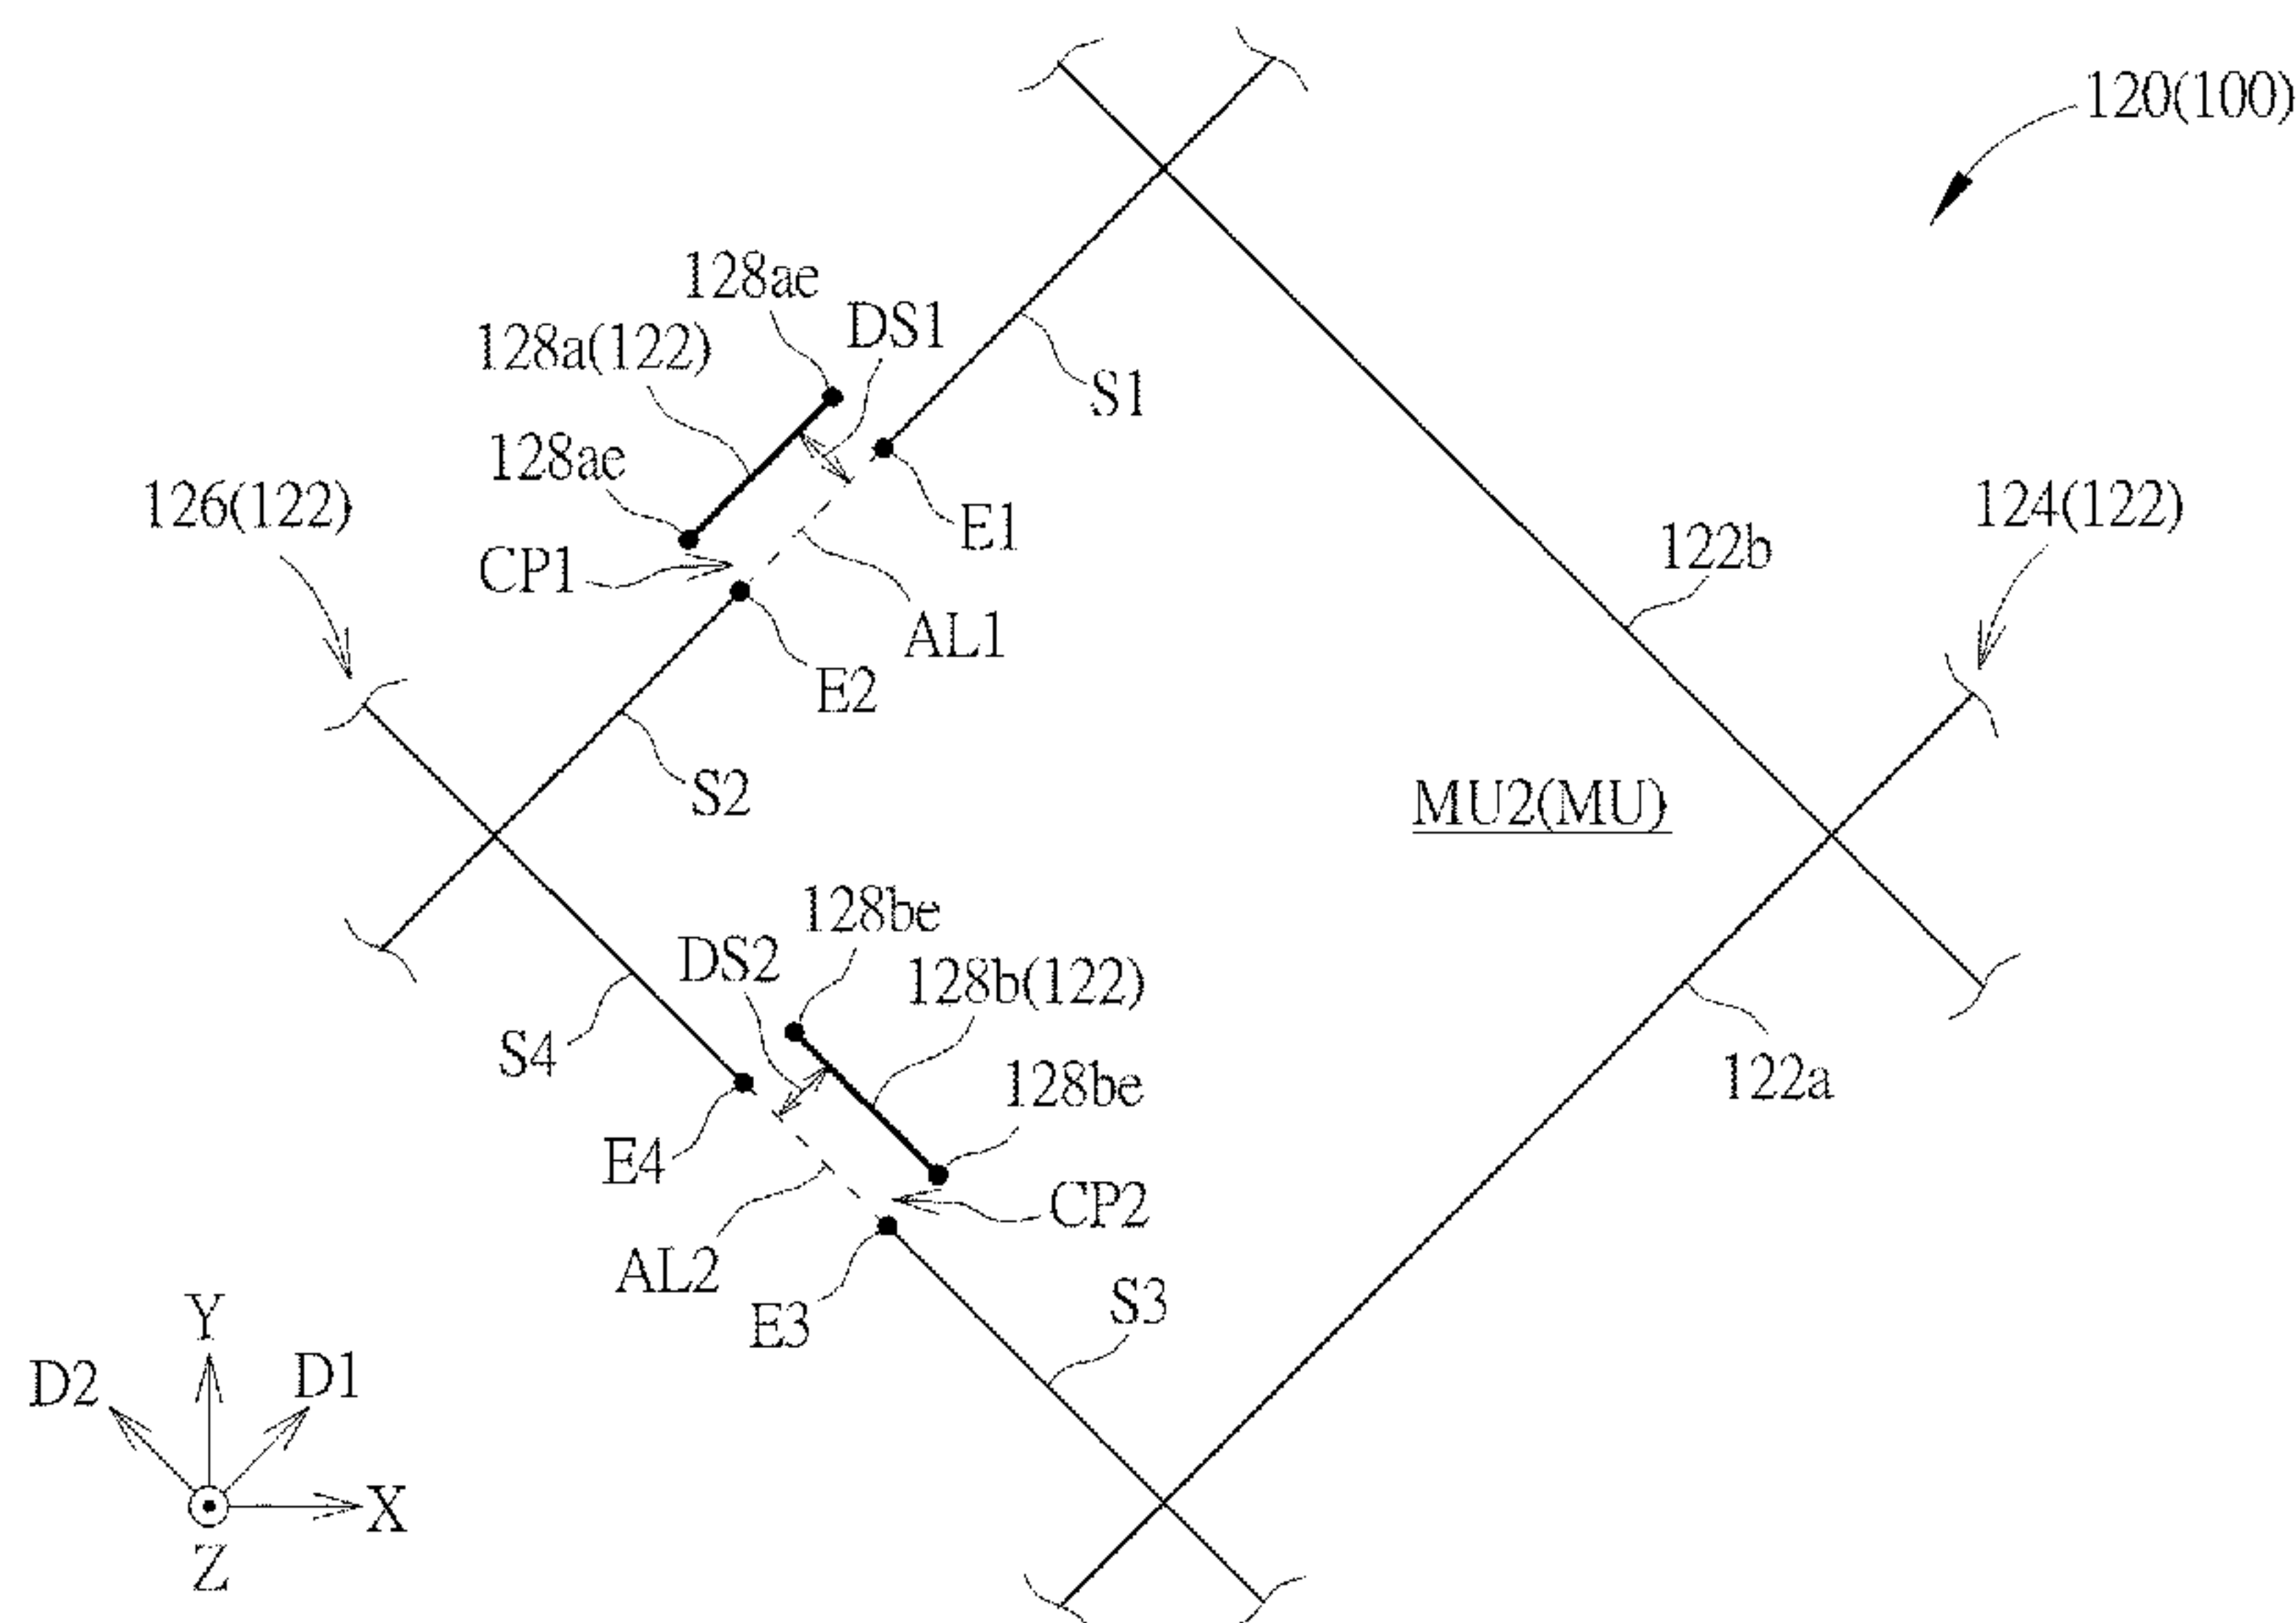 120(100)
128ae
DS1
128a(122)
S1
128ae
126(122)
E1
124(122)
122b
CP1
AL1
E2
S2
MU2(MU)
128be
DS2
128b(122)
S4
128be
122a
E4
CP2
AL2
E3
S3
Y
D2
D1
X
Z